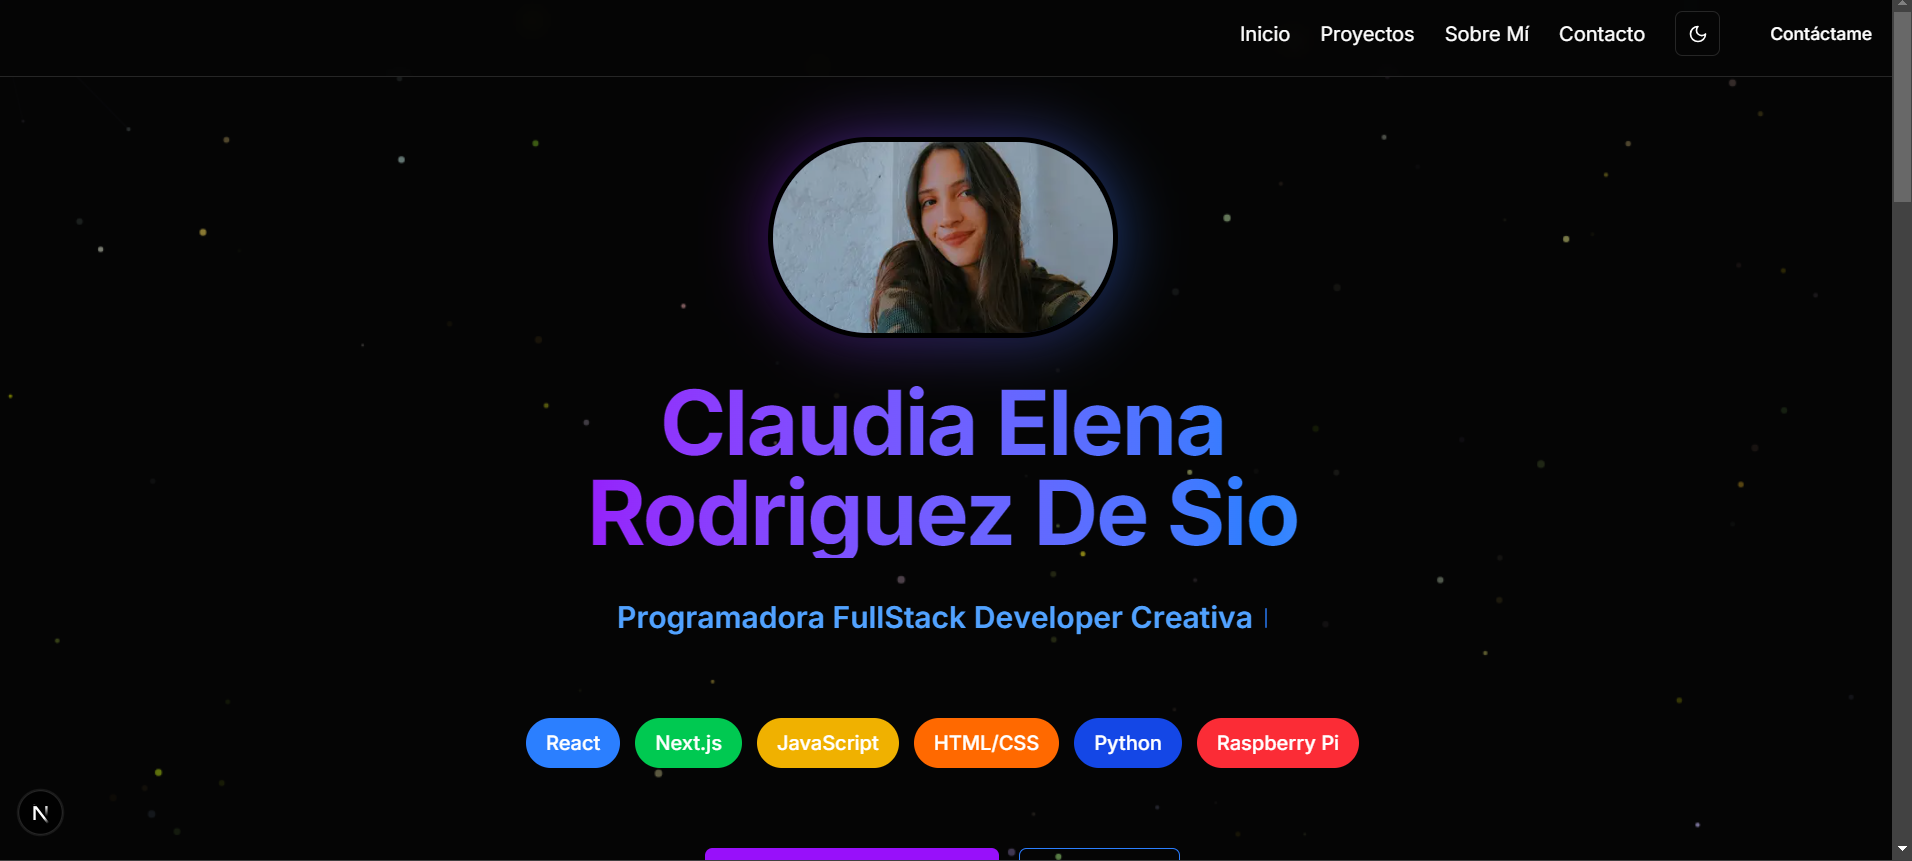 Inicio Proyectos Sobre Mí Contacto Contáctame
Claudia Elena
Rodriguez De Sio
Programadora FullStack Developer Creativa |
React Next.js JavaScript HTML/CSS Python Raspberry Pi
N